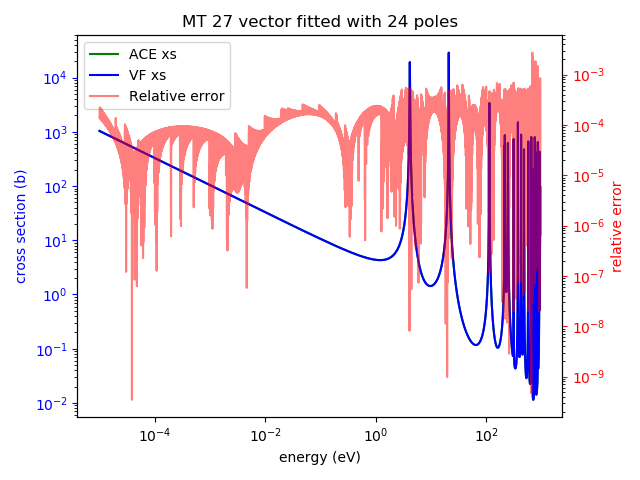 MT 27 vector fitted with 24 poles
ACE xs
VF xs
Relative error
cross section (b)
10⁴
10³
10²
10¹
10⁰
10⁻¹
10⁻²
10⁻³
10⁻⁴
10⁻⁵
10⁻⁶
10⁻⁷
10⁻⁸
10⁻⁹
relative error
10⁻⁴
10⁻²
10⁰
10²
energy (eV)